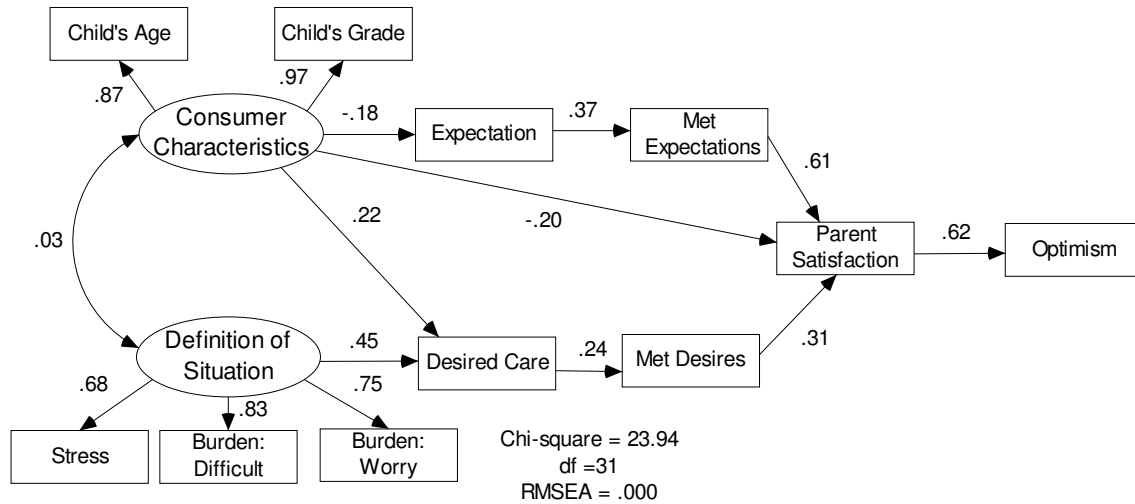 Child's Age
Child's Grade
.87
.97
Consumer
Characteristics
-.18
Expectation
.37
Met
Expectations
.61
.22
-.20
.03
Parent
Satisfaction
.62
Optimism
Definition of
Situation
.45
Desired Care
.24
Met Desires
.31
.68
.83
.75
Stress
Burden:
Difficult
Burden:
Worry
Chi-square = 23.94
df =31
RMSEA = .000